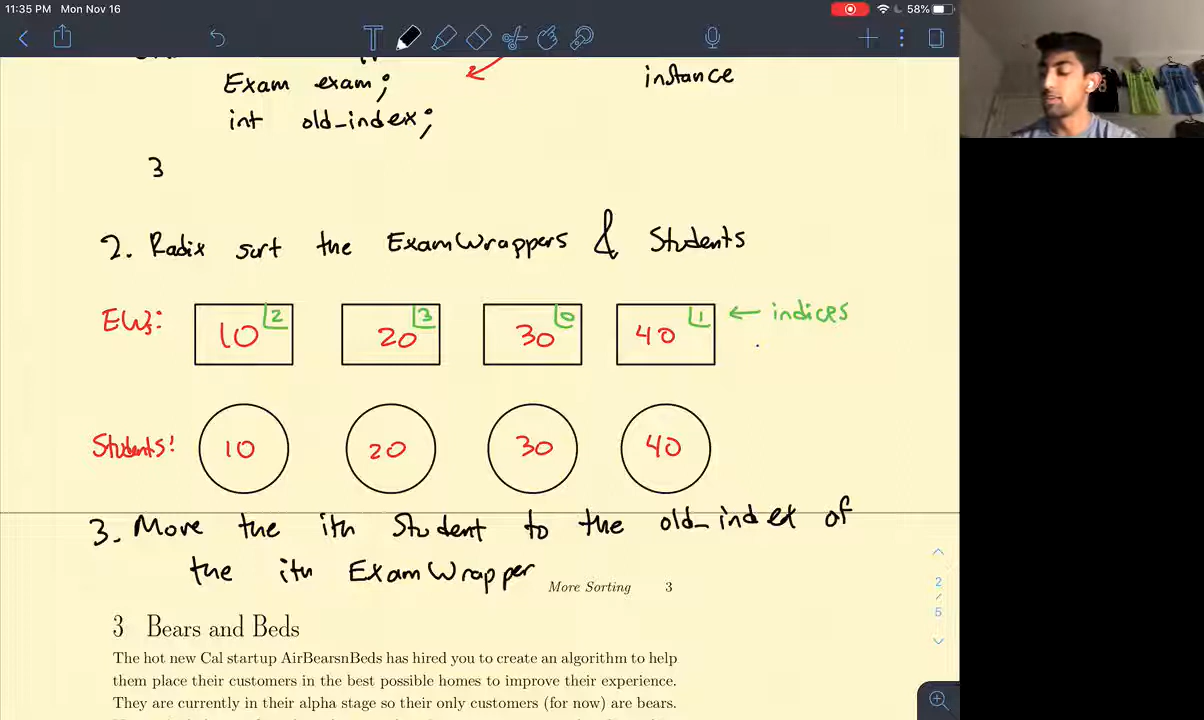 11:35 PM Mon Nov 16
58%
Exam exam;
instance
int old_index;
}
2. Radix sort the ExamWrappers & Students
EWs: 10 2 20 3 30 0 40 1 ← indices
Students: 10 20 30 40
3. Move the ith Student to the old_index of
the ith ExamWrapper
More Sorting 3
3 Bears and Beds
The hot new Cal startup AirBearsnBeds has hired you to create an algorithm to help
them place their customers in the best possible homes to improve their experience.
They are currently in their alpha stage so their only customers (for now) are bears.
2
/
5